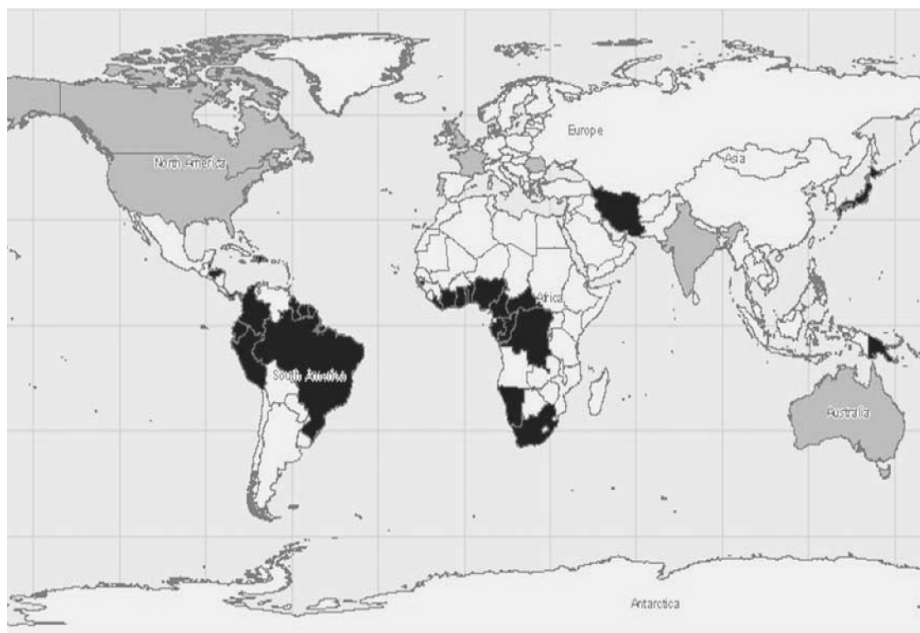 Europe
Asia
North America
Africa
South America
Australia
Antarctica